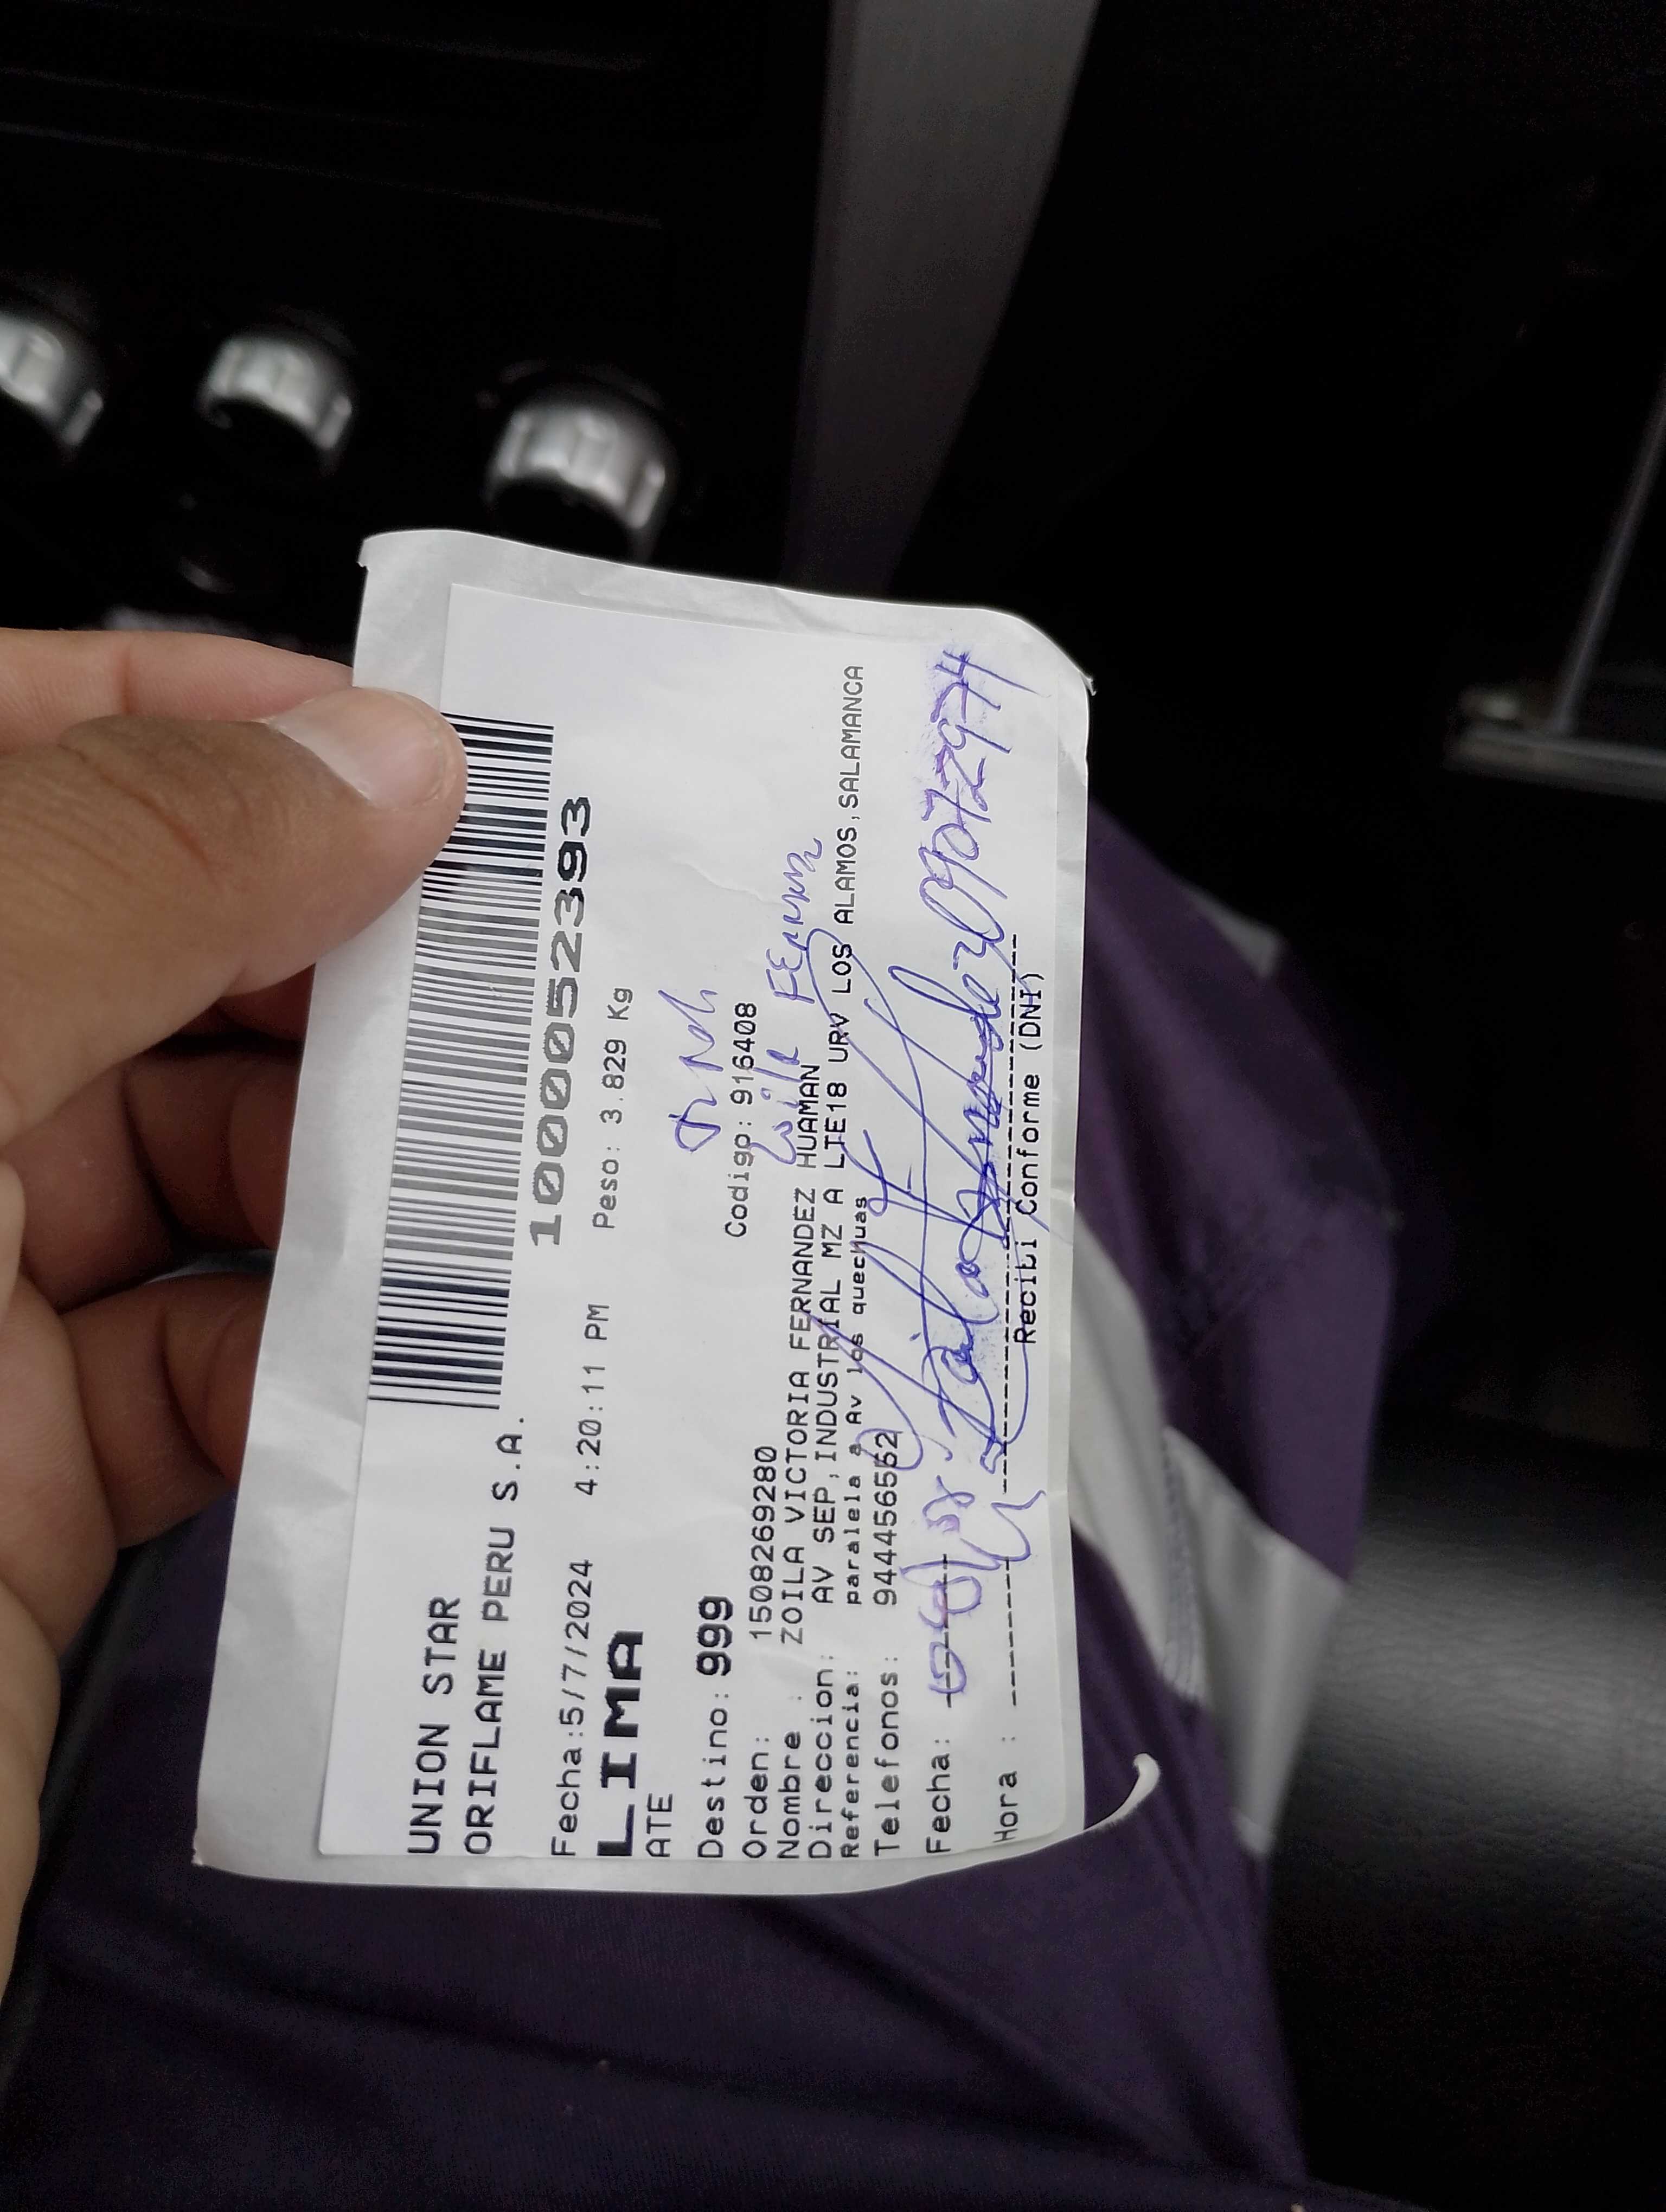 UNION STAR
ORIFLAME PERU S.A.
1000052393
Fecha:5/7/2024 4:20:11 PM Peso: 3.829 Kg
LIMA
ATE
Destino: 999
Codigo: 916408
Orden: 1508269280
Nombre : ZOILA VICTORIA FERNANDEZ HUAMAN
Direccion: AV SEP,INDUSTRIAL MZ A LTE18 URV LOS ALAMOS,SALAMANCA
Referencia: paralela a Av los quechuas
Telefonos: 944456562
Fecha:
09072974
Hora :
Recibi Conforme (DNI)